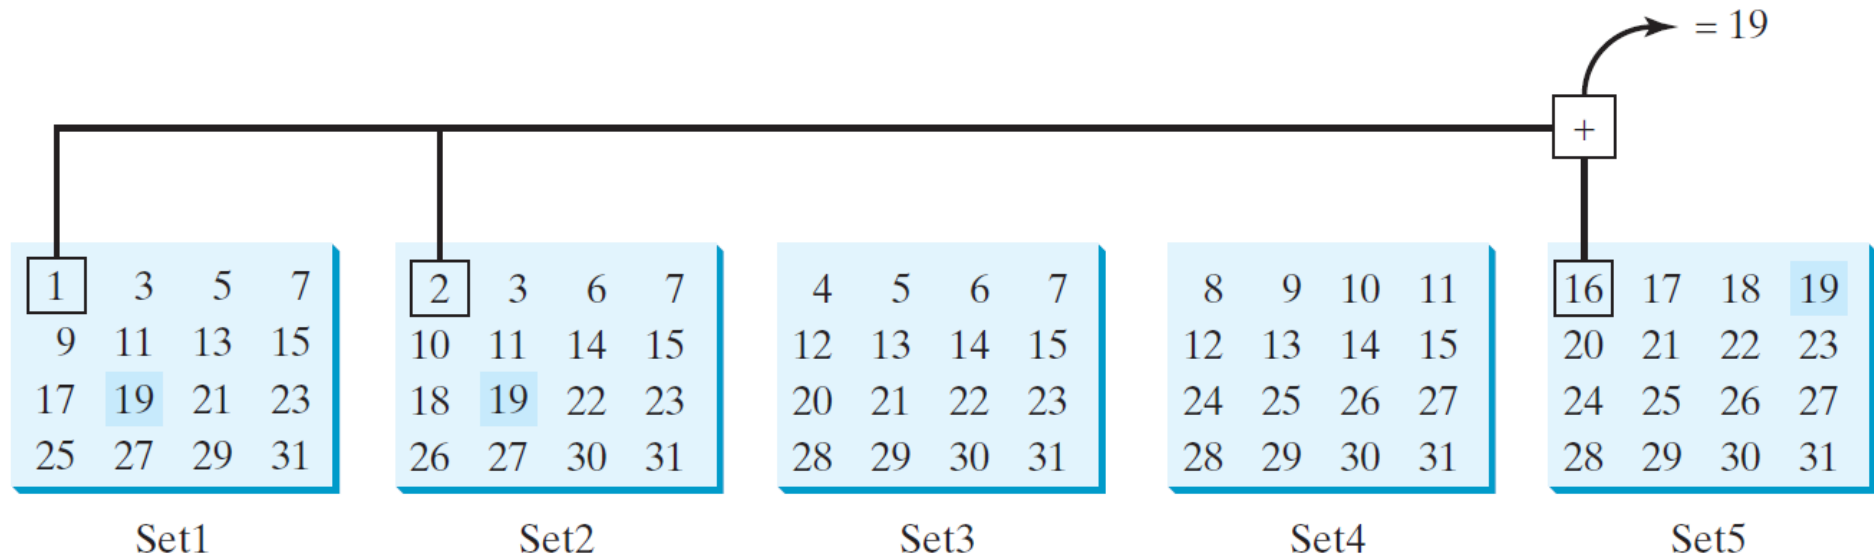 = 19
+
1 3 5 7
9 11 13 15
17 19 21 23
25 27 29 31
Set1
2 3 6 7
10 11 14 15
18 19 22 23
26 27 30 31
Set2
4 5 6 7
12 13 14 15
20 21 22 23
28 29 30 31
Set3
8 9 10 11
12 13 14 15
24 25 26 27
28 29 30 31
Set4
16 17 18 19
20 21 22 23
24 25 26 27
28 29 30 31
Set5